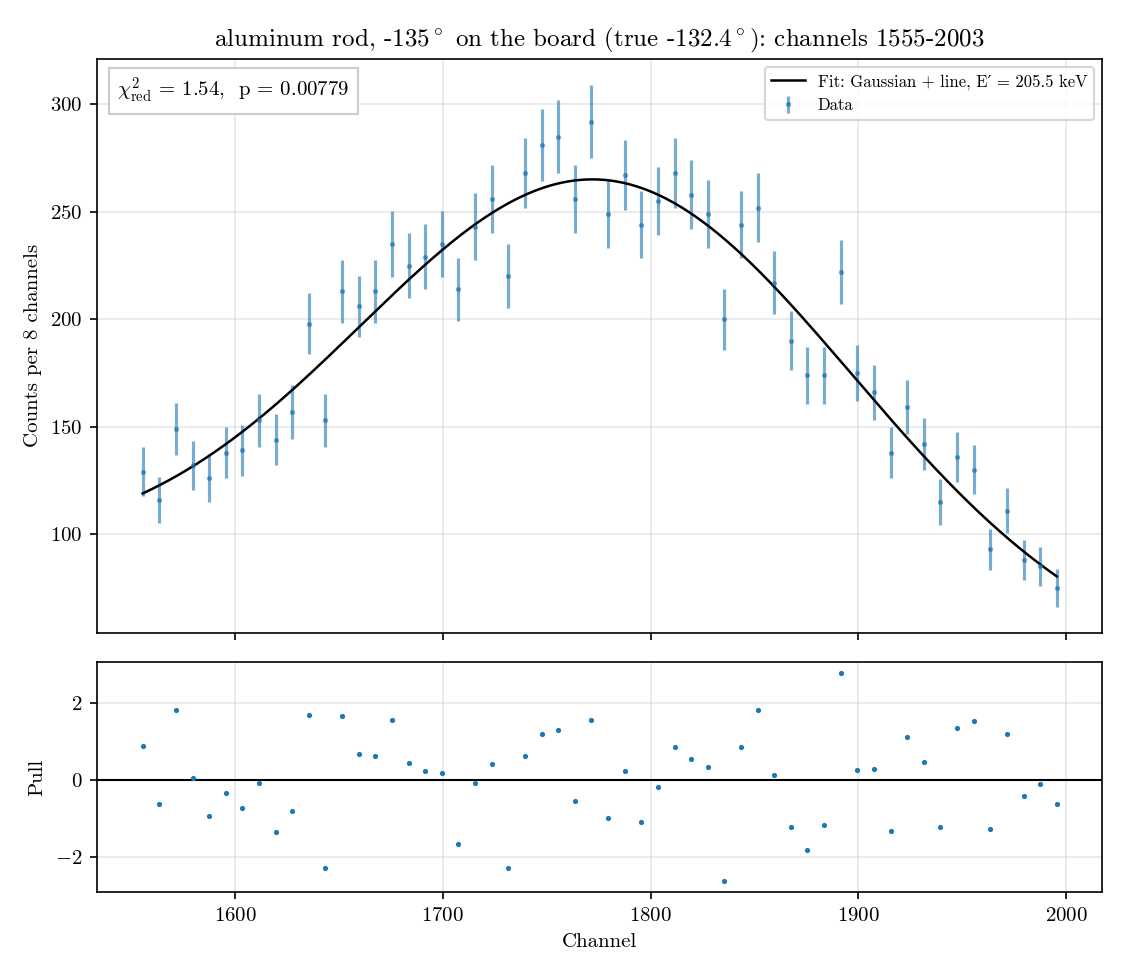 aluminum rod, -135° on the board (true -132.4°): channels 1555-2003
χ²red = 1.54, p = 0.00779
Fit: Gaussian + line, E′ = 205.5 keV
Data
Counts per 8 channels
300
250
200
150
100
Pull
2
0
−2
1600 1700 1800 1900 2000
Channel